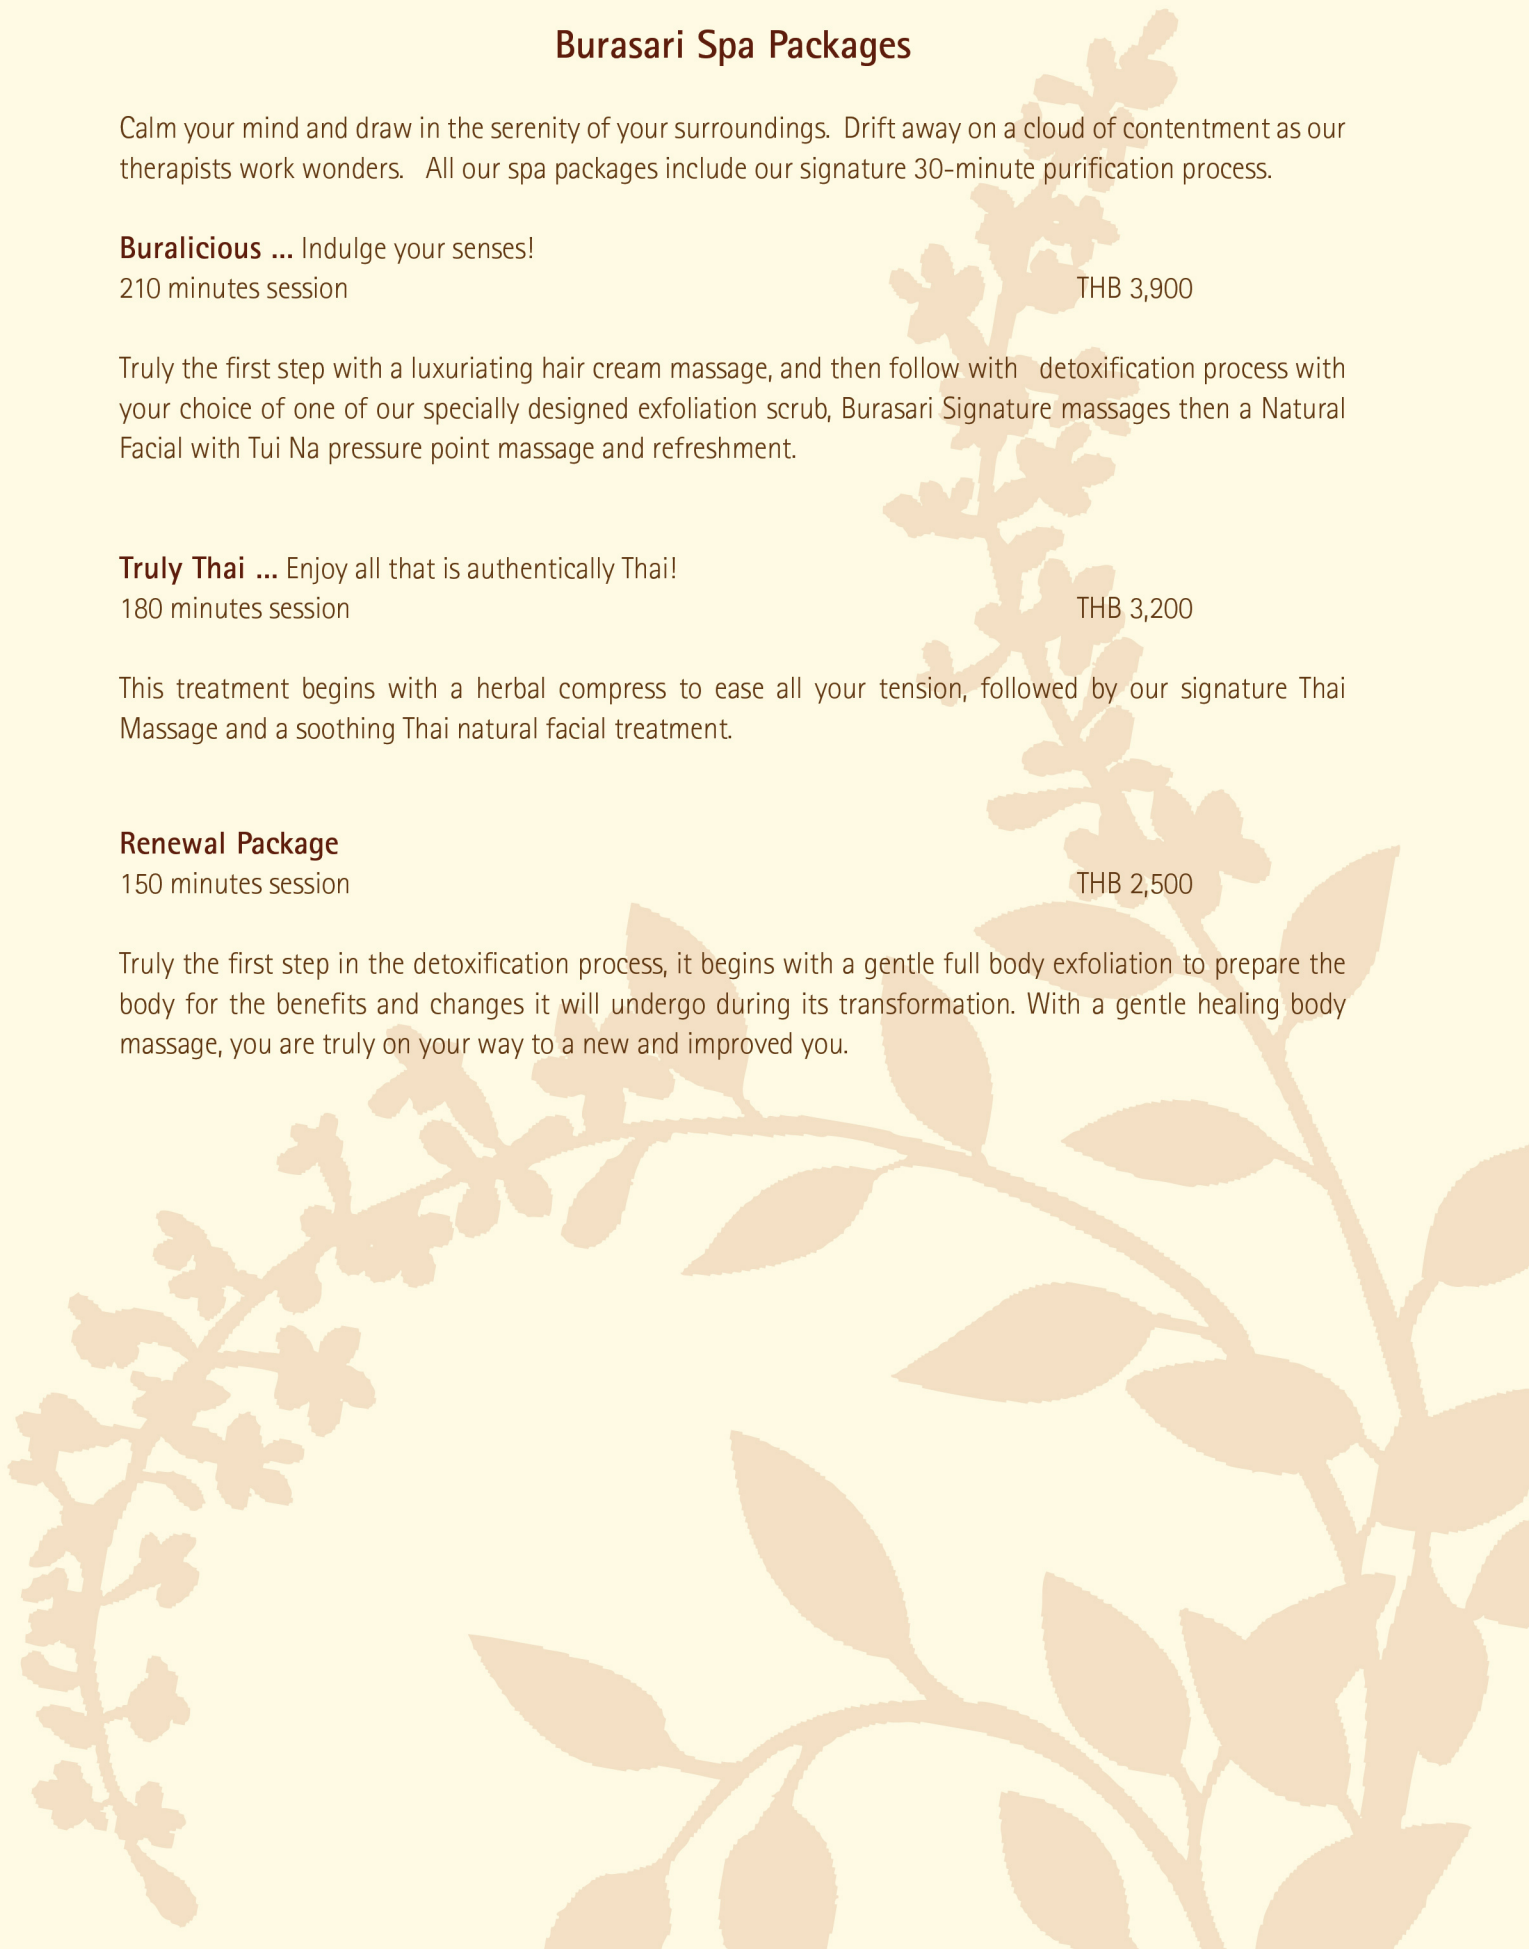 Burasari Spa Packages
Calm your mind and draw in the serenity of your surroundings. Drift away on a cloud of contentment as our
therapists work wonders. All our spa packages include our signature 30-minute purification process.
Buralicious ... Indulge your senses!
210 minutes session THB 3,900
Truly the first step with a luxuriating hair cream massage, and then follow with detoxification process with
your choice of one of our specially designed exfoliation scrub, Burasari Signature massages then a Natural
Facial with Tui Na pressure point massage and refreshment.
Truly Thai ... Enjoy all that is authentically Thai!
180 minutes session THB 3,200
This treatment begins with a herbal compress to ease all your tension, followed by our signature Thai
Massage and a soothing Thai natural facial treatment.
Renewal Package
150 minutes session THB 2,500
Truly the first step in the detoxification process, it begins with a gentle full body exfoliation to prepare the
body for the benefits and changes it will undergo during its transformation. With a gentle healing body
massage, you are truly on your way to a new and improved you.